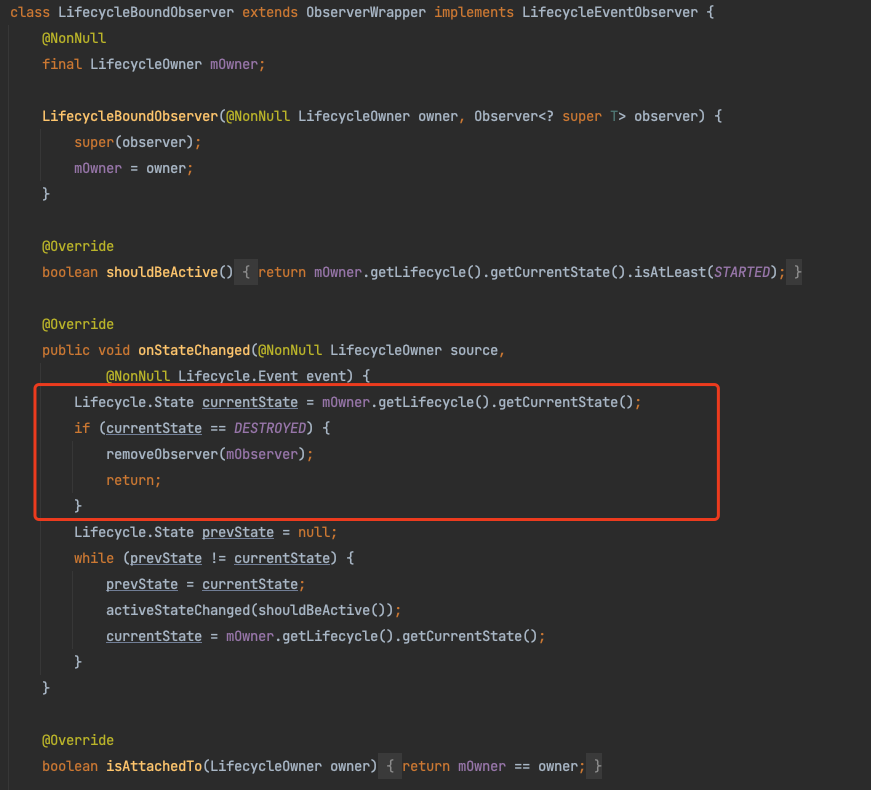 class LifecycleBoundObserver extends ObserverWrapper implements LifecycleEventObserver {
@NonNull
final LifecycleOwner mOwner;
LifecycleBoundObserver(@NonNull LifecycleOwner owner, Observer<? super T> observer) {
super(observer);
mOwner = owner;
}
@Override
boolean shouldBeActive() { return mOwner.getLifecycle().getCurrentState().isAtLeast(STARTED); }
@Override
public void onStateChanged(@NonNull LifecycleOwner source,
@NonNull Lifecycle.Event event) {
Lifecycle.State currentState = mOwner.getLifecycle().getCurrentState();
if (currentState == DESTROYED) {
removeObserver(mObserver);
return;
}
Lifecycle.State prevState = null;
while (prevState != currentState) {
prevState = currentState;
activeStateChanged(shouldBeActive());
currentState = mOwner.getLifecycle().getCurrentState();
}
}
@Override
boolean isAttachedTo(LifecycleOwner owner) { return mOwner == owner; }